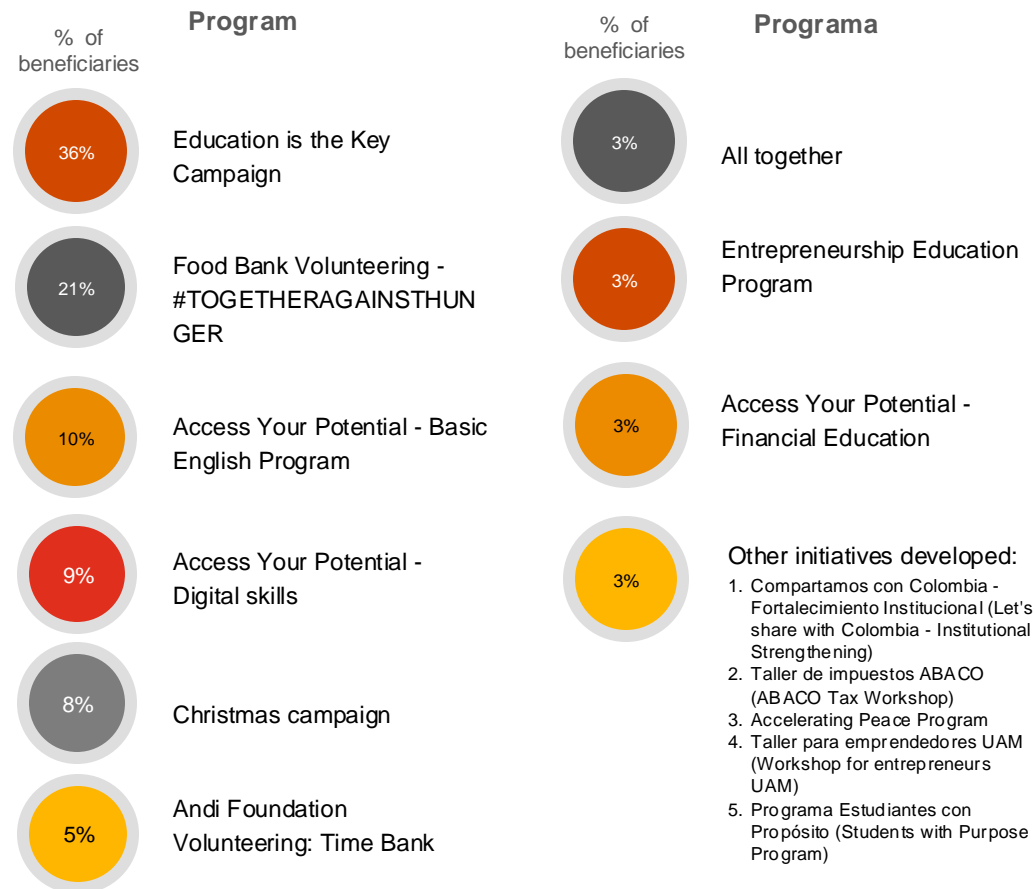 Program
% of
beneficiaries
36%
Education is the Key
Campaign
21%
Food Bank Volunteering -
#TOGETHERAGAINSTHUN
GER
10%
Access Your Potential - Basic
English Program
9%
Access Your Potential -
Digital skills
8%
Christmas campaign
5%
Andi Foundation
Volunteering: Time Bank
Programa
% of
beneficiaries
3%
All together
3%
Entrepreneurship Education
Program
3%
Access Your Potential -
Financial Education
3%
Other initiatives developed:
1. Compartamos con Colombia -
Fortalecimiento Institucional (Let's
share with Colombia - Institutional
Strengthening)
2. Taller de impuestos ABACO
(ABACO Tax Workshop)
3. Accelerating Peace Program
4. Taller para emprendedores UAM
(Workshop for entrepreneurs
UAM)
5. Programa Estudiantes con
Propósito (Students with Purpose
Program)